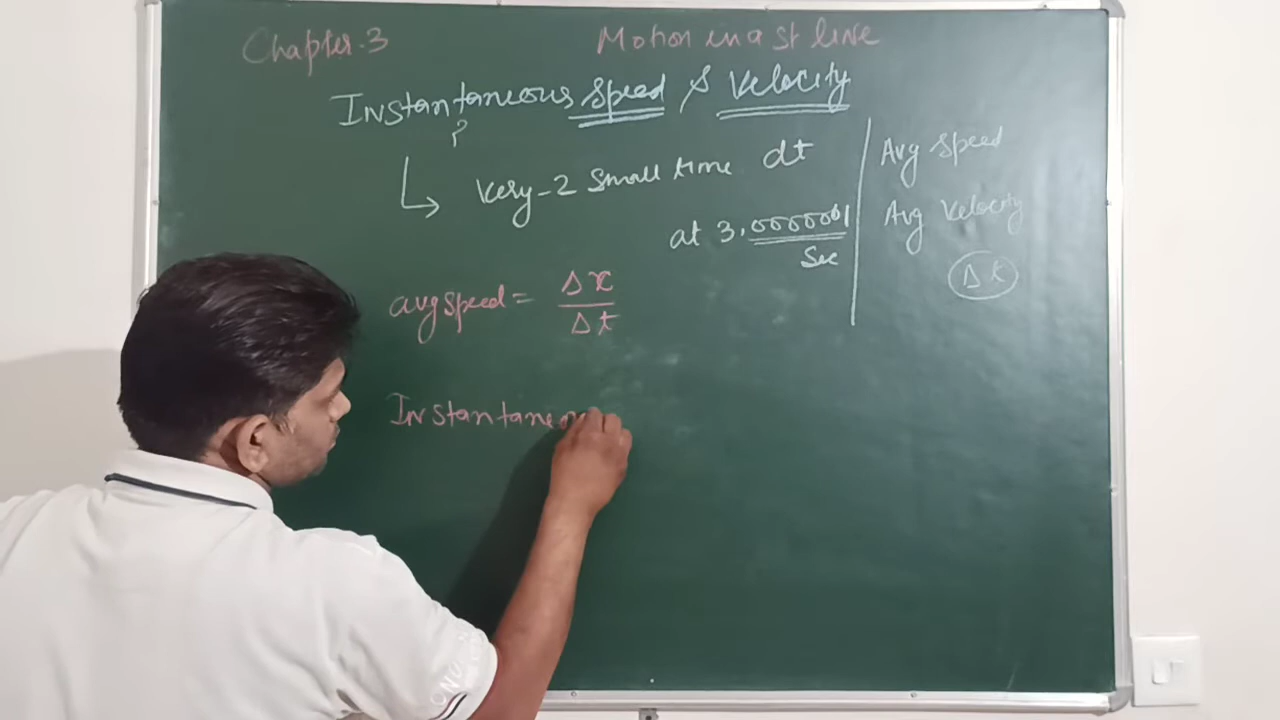 Chapter.3 Motion in a st line
Instantaneous Speed & Velocity
?
Very-2 small time dt
at 3.0000001
Sec
Avg Speed
Avg Velocity
Δt
avg speed = Δx
Δt
Instantaneo